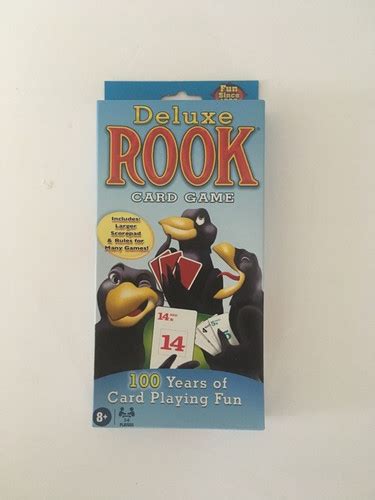 Fun
Since
Deluxe
ROOK
CARD GAME
Includes:
Larger
Scorepad
& Rules for
Many Games!
14
14
100 Years of
Card Playing Fun
8+
PLAYERS